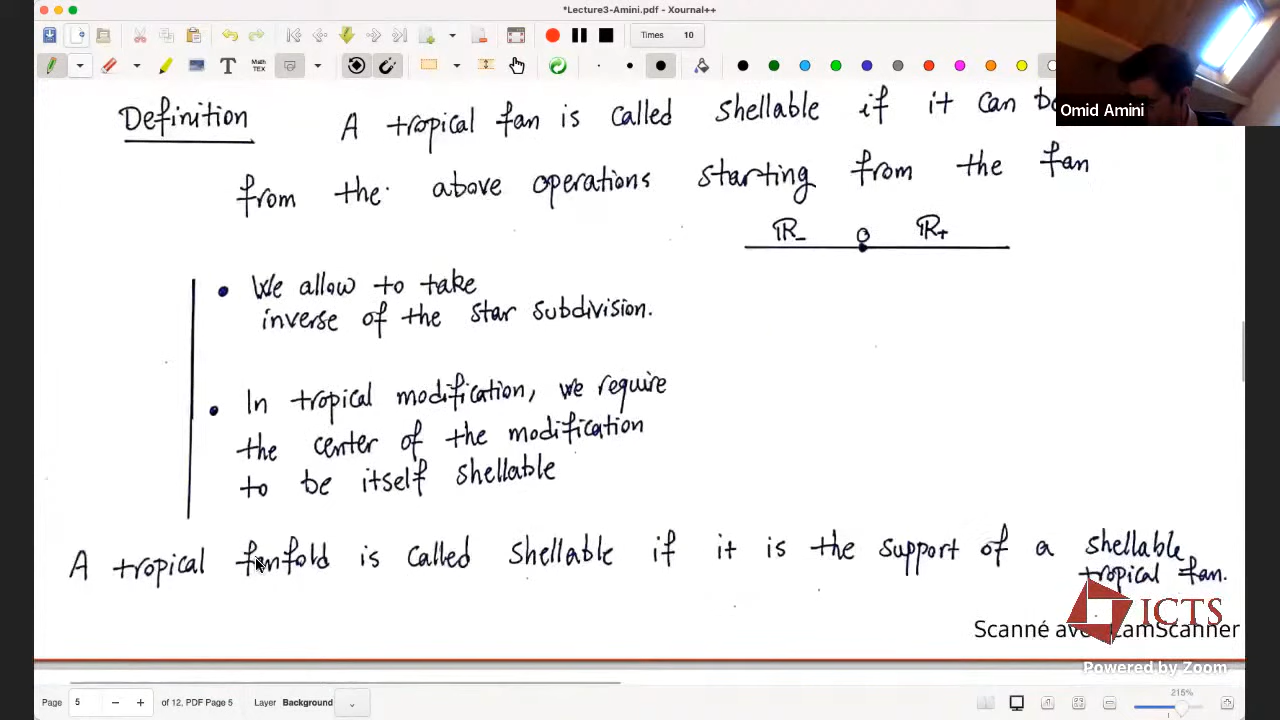 *Lecture3-Amini.pdf - Xournal++
Times 10
Math
TEX
Omid Amini
Definition A tropical fan is called shellable if it can
from the above operations starting from the fan
R_ 0 R+
• We allow to take
inverse of the star subdivision.
• In tropical modification, we require
the center of the modification
to be itself shellable
A tropical fanfold is called shellable if it is the support of a shellable
tropical fan.
ICTS
Scanné CamScanner
Powered by Zoom
Page 5 of 12, PDF Page 5 Layer Background 215%